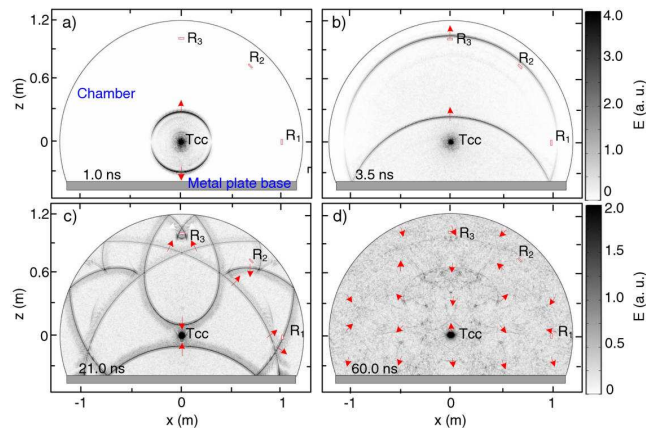 a)
b)
c)
d)
z (m)
1.2
0.6
0
Chamber
R₃
R₂
R₁
Tcc
1.0 ns
Metal plate base
R₃
R₂
R₁
Tcc
3.5 ns
4.0
3.0
2.0
1.0
0
E (a. u.)
z (m)
1.2
0.6
0
R₃
R₂
R₁
Tcc
21.0 ns
R₃
R₂
R₁
Tcc
60.0 ns
2.0
1.5
1.0
0.5
0
E (a. u.)
-1
0
1
x (m)
-1
0
1
x (m)